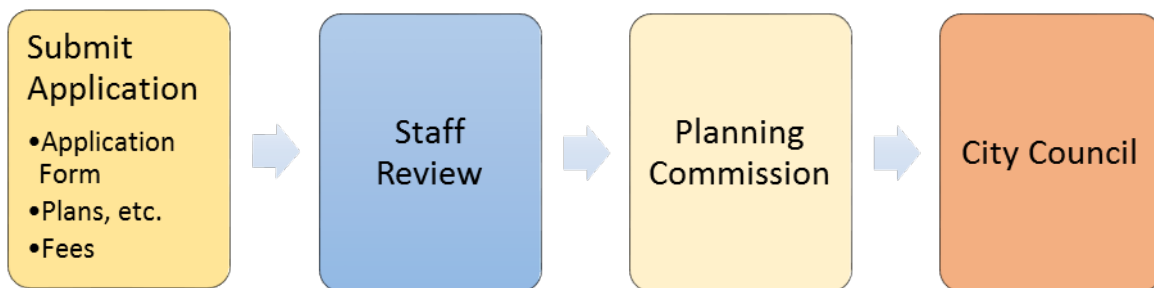 Submit
Application
•Application
Form
•Plans, etc.
•Fees
Staff
Review
Planning
Commission
City Council